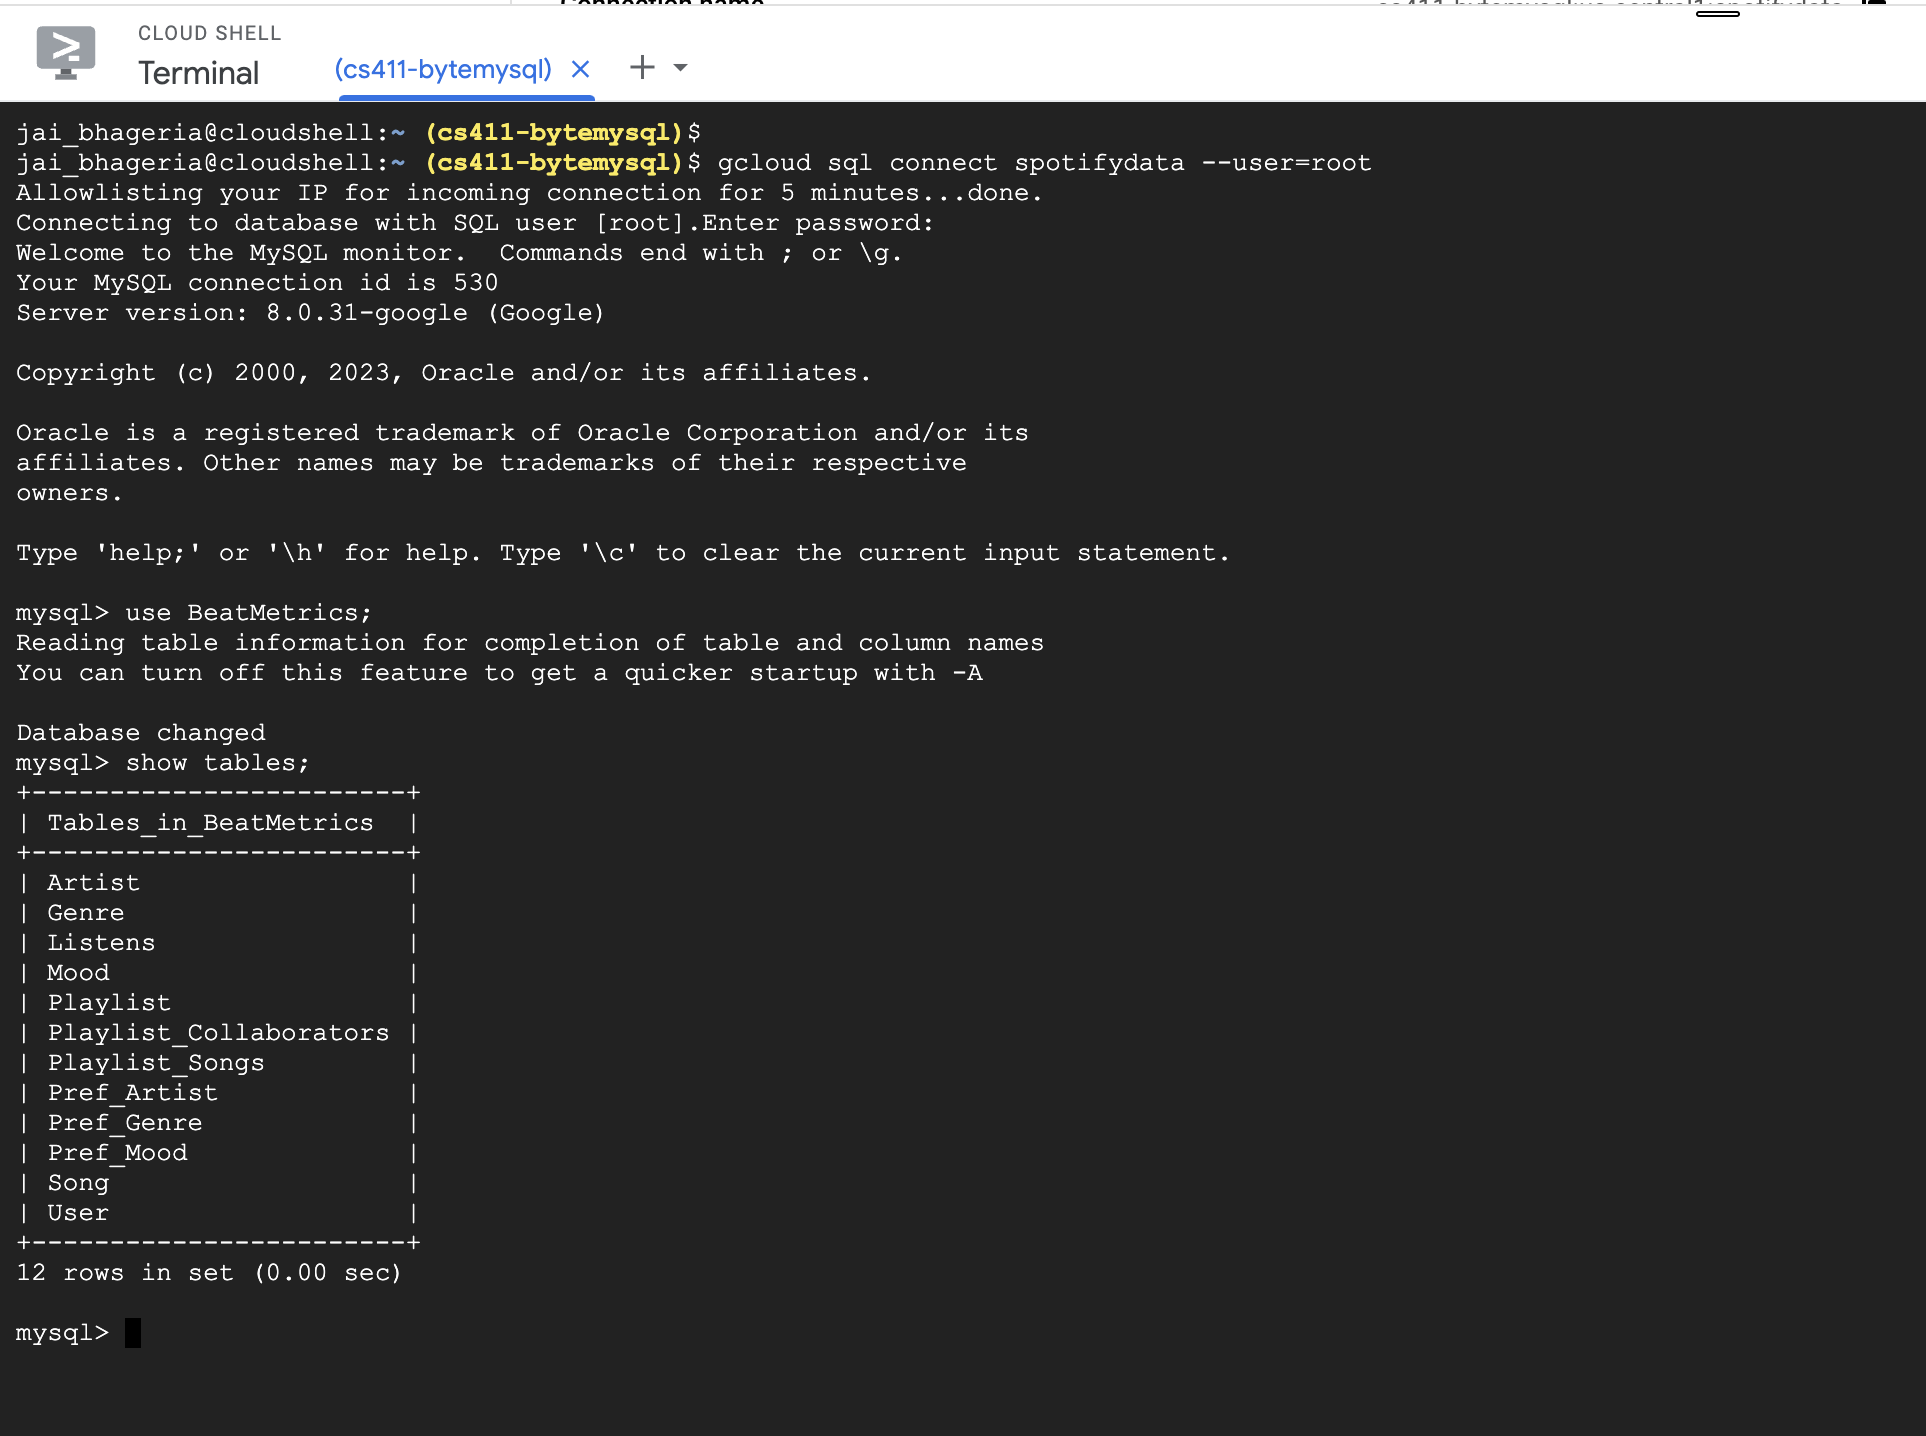 Connection name
CLOUD SHELL
Terminal
(cs411-bytemysql)
jai_bhageria@cloudshell:~ (cs411-bytemysql)$
jai_bhageria@cloudshell:~ (cs411-bytemysql)$ gcloud sql connect spotifydata --user=root
Allowlisting your IP for incoming connection for 5 minutes...done.
Connecting to database with SQL user [root].Enter password:
Welcome to the MySQL monitor.  Commands end with ; or \g.
Your MySQL connection id is 530
Server version: 8.0.31-google (Google)
Copyright (c) 2000, 2023, Oracle and/or its affiliates.
Oracle is a registered trademark of Oracle Corporation and/or its
affiliates. Other names may be trademarks of their respective
owners.
Type 'help;' or '\h' for help. Type '\c' to clear the current input statement.
mysql> use BeatMetrics;
Reading table information for completion of table and column names
You can turn off this feature to get a quicker startup with -A
Database changed
mysql> show tables;
+------------------------+
| Tables_in_BeatMetrics  |
+------------------------+
| Artist                 |
| Genre                  |
| Listens                |
| Mood                   |
| Playlist               |
| Playlist_Collaborators |
| Playlist_Songs         |
| Pref_Artist            |
| Pref_Genre             |
| Pref_Mood              |
| Song                   |
| User                   |
+------------------------+
12 rows in set (0.00 sec)
mysql>